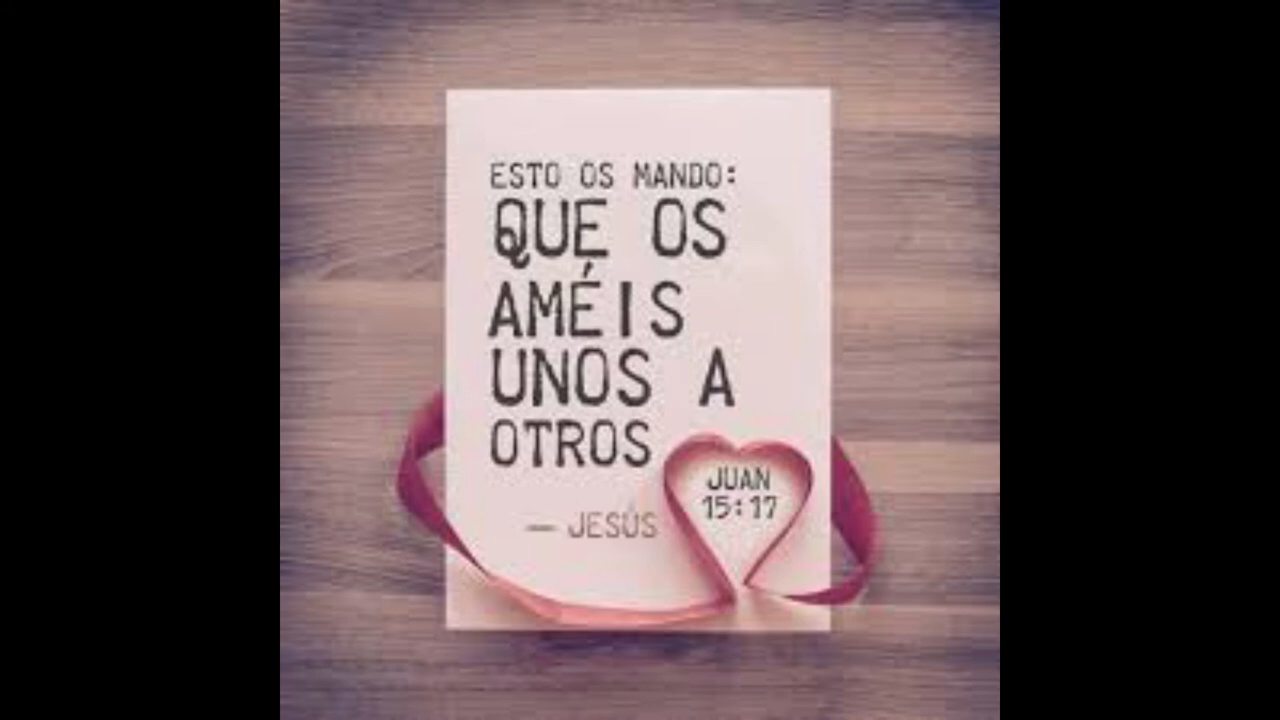 ESTO OS MANDO:
QUE OS
AMÉIS
UNOS A
OTROS
— JESÚS
JUAN
15:17